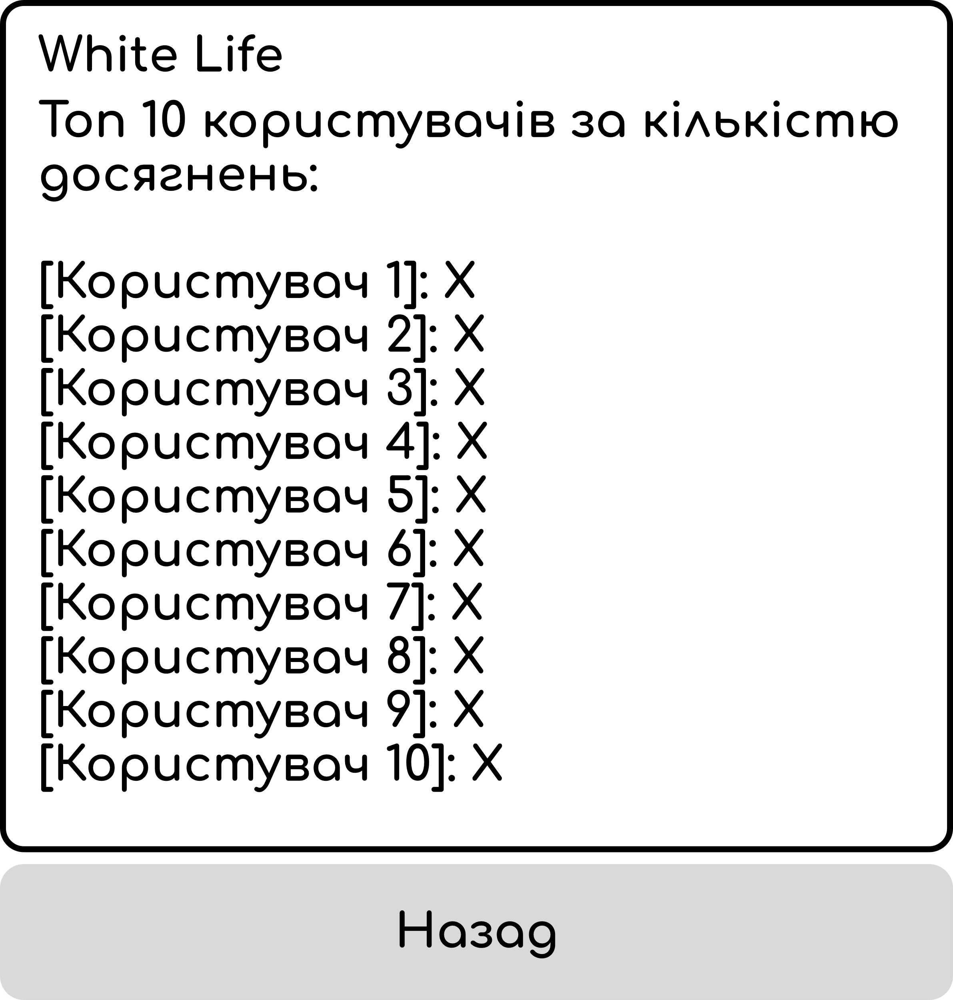 White Life
Топ 10 користувачів за кількістю
досягнень:
[Користувач 1]: X
[Користувач 2]: X
[Користувач 3]: X
[Користувач 4]: X
[Користувач 5]: X
[Користувач 6]: X
[Користувач 7]: X
[Користувач 8]: X
[Користувач 9]: X
[Користувач 10]: X
Назад